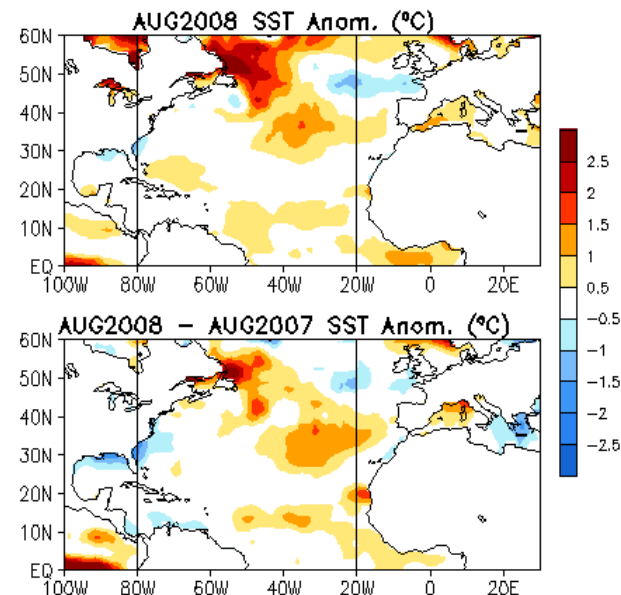 AUG2008 SST Anom. (ºC)
60N
50N
40N
30N
20N
10N
EQ
100W 80W 60W 40W 20W 0 20E
2.5
2
1.5
1
0.5
−0.5
−1
−1.5
−2
−2.5
AUG2008 − AUG2007 SST Anom. (ºC)
60N
50N
40N
30N
20N
10N
EQ
100W 80W 60W 40W 20W 0 20E